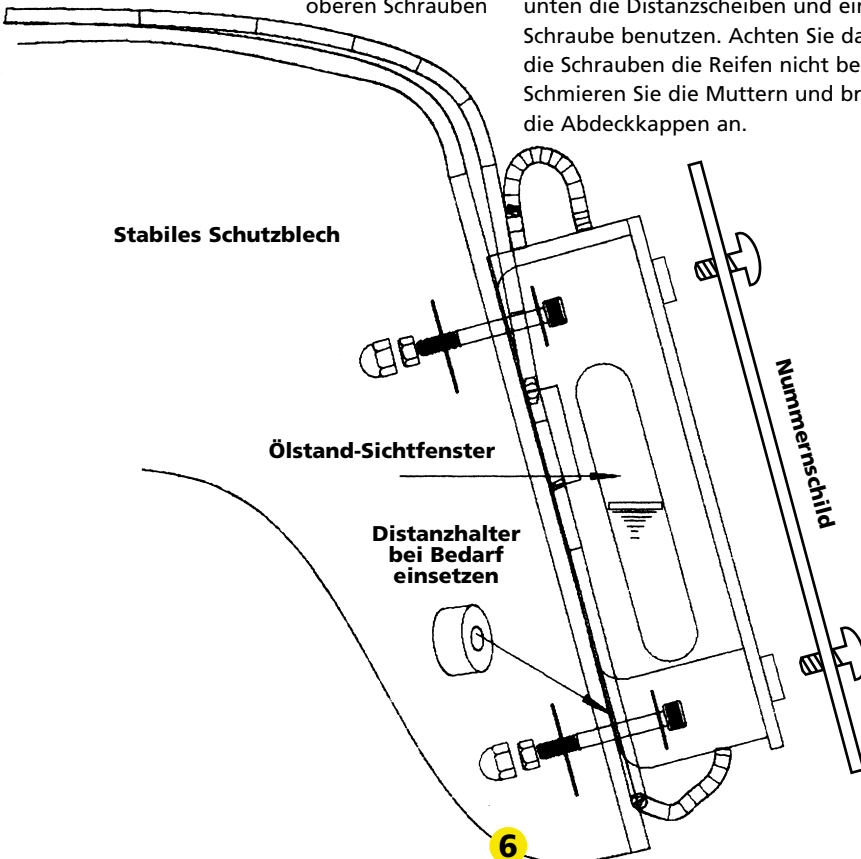 oberen Schrauben
unten die Distanzscheiben und ein
Schraube benutzen. Achten Sie da
die Schrauben die Reifen nicht be
Schmieren Sie die Muttern und br
die Abdeckkappen an.
Stabiles Schutzblech
Nummernschild
Ölstand-Sichtfenster
Distanzhalter
bei Bedarf
einsetzen
6